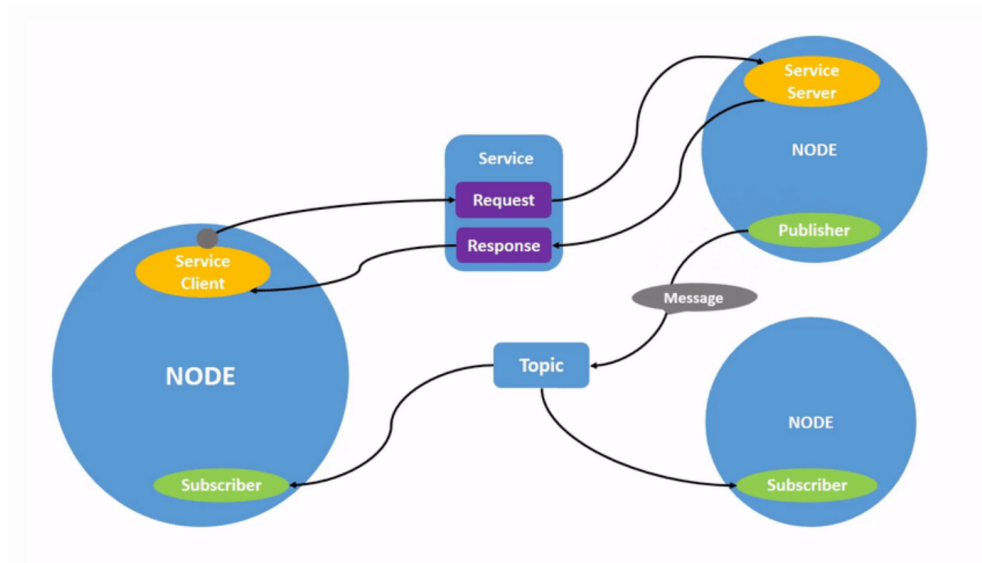 Service
Server
NODE
Publisher
Service
Request
Response
Service
Client
NODE
Subscriber
Message
Topic
NODE
Subscriber